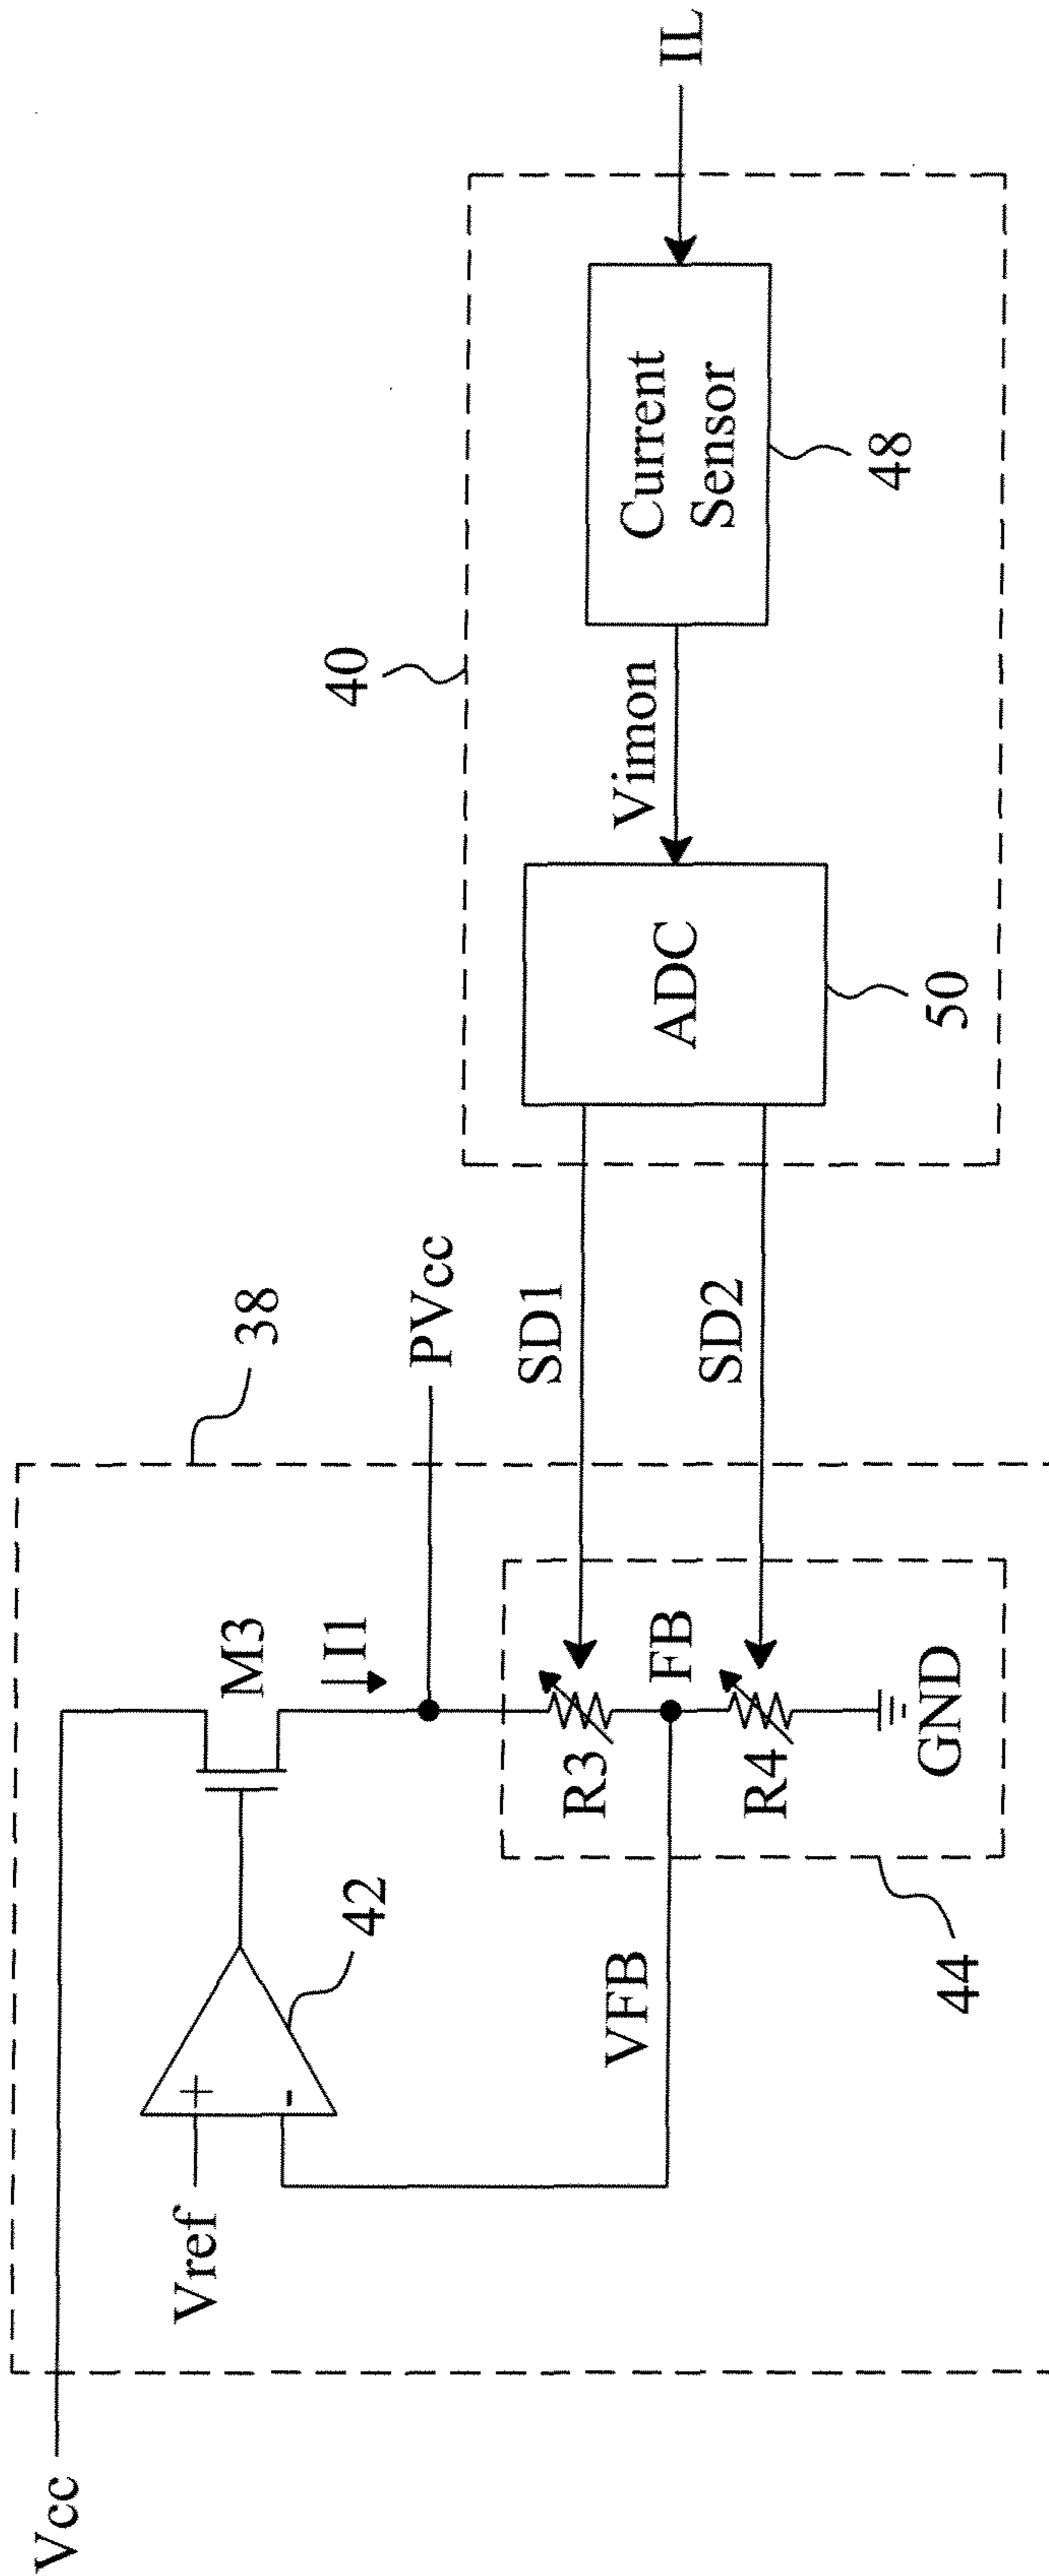 Vcc
38
M3
I1
Vref
+
-
42
PVcc
40
VFB
R3
FB
R4
GND
44
SD1
SD2
ADC
50
Vimon
Current
Sensor
48
IL